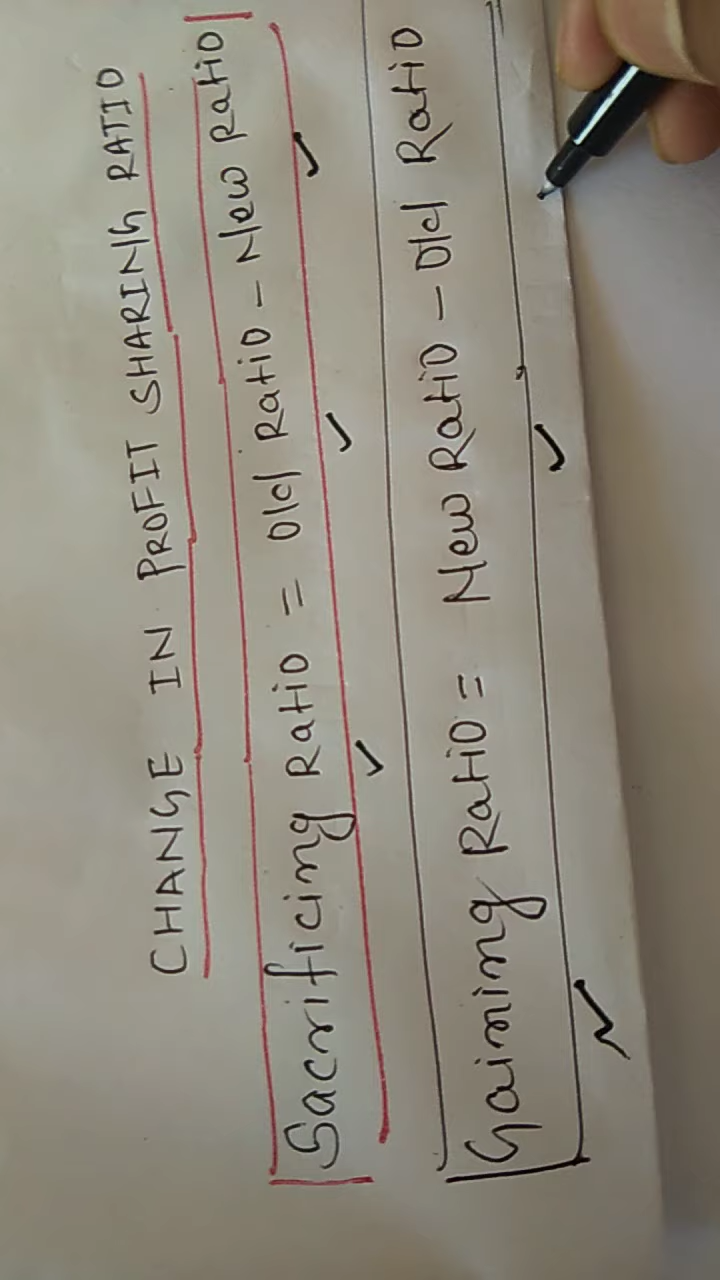 CHANGE IN PROFIT SHARING RATIO
Sacrificing Ratio = Old Ratio - New Ratio
Gaining Ratio = New Ratio - Old Ratio